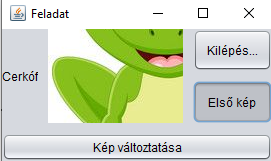 Feladat
Kilépés...
Cerkóf
Első kép
Kép változtatása